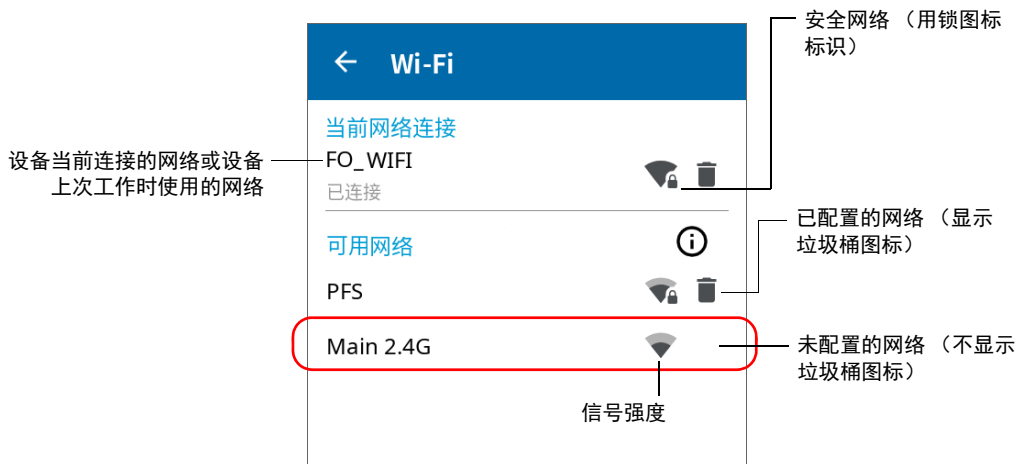 安全网络 （用锁图标
标识）
Wi-Fi
当前网络连接
FO_WIFI
已连接
设备当前连接的网络或设备
上次工作时使用的网络
已配置的网络 （显示
垃圾桶图标）
可用网络
PFS
Main 2.4G
未配置的网络 （不显示
垃圾桶图标）
信号强度